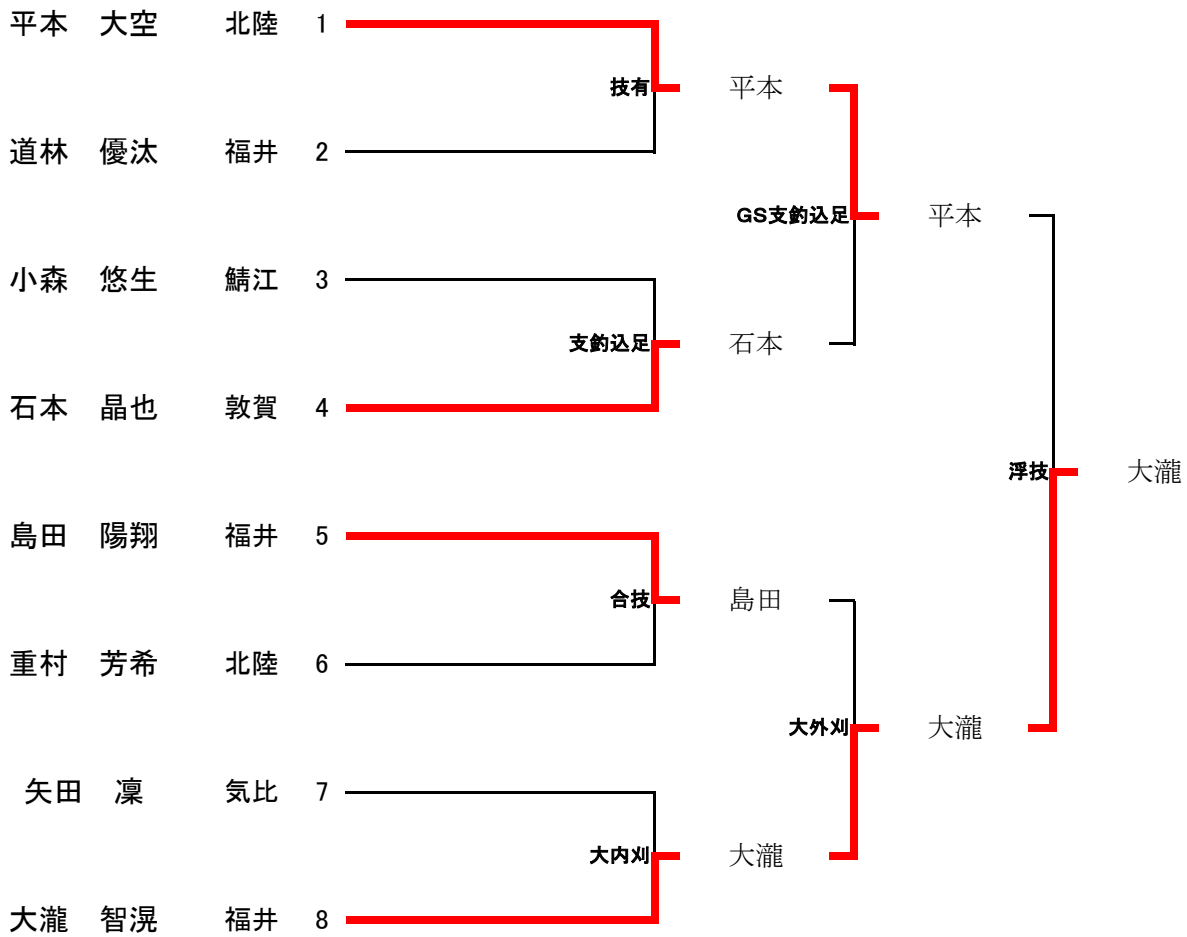 平本　大空　北陸　1
技有　平本
道林　優汰　福井　2
GS支釣込足　平本
小森　悠生　鯖江　3
支釣込足　石本
石本　晶也　敦賀　4
浮技　大瀧
島田　陽翔　福井　5
合技　島田
重村　芳希　北陸　6
大外刈　大瀧
矢田　凜　気比　7
大内刈　大瀧
大瀧　智滉　福井　8